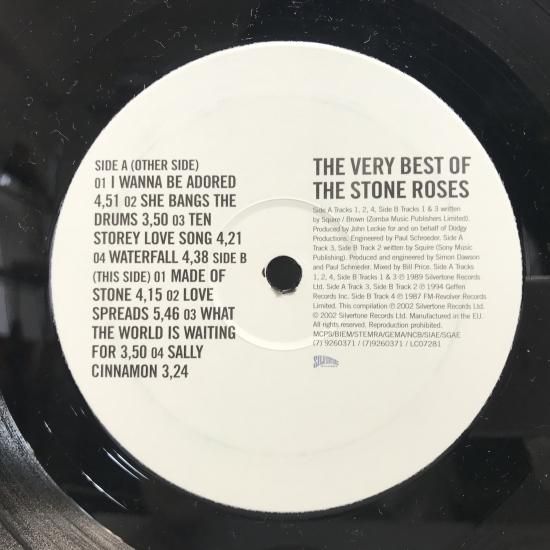 SIDE A (OTHER SIDE)
01 I WANNA BE ADORED
4,51 02 SHE BANGS THE
DRUMS 3,50 03 TEN
STOREY LOVE SONG 4,21
04 WATERFALL 4,38 SIDE B
(THIS SIDE) 01 MADE OF
STONE 4,15 02 LOVE
SPREADS 5,46 03 WHAT
THE WORLD IS WAITING
FOR 3,50 04 SALLY
CINNAMON 3,24
THE VERY BEST OF
THE STONE ROSES
Side A Tracks 1, 2, 4, Side B Tracks 1 & 3 written
by Squire / Brown (Zomba Music Publishers Limited).
Produced by John Leckie for and on behalf of Dodgy
Productions. Engineered by Paul Schroeder. Side A
Track 3, Side B Track 2 written by Squire (Sony Music
Publishing). Produced and engineered by Simon Dawson
and Paul Schroeder. Mixed by Bill Price. Side A Tracks
1, 2, 4, Side B Tracks 1 & 3 ℗ 1989 Silvertone Records
Ltd. Side A Track 3, Side B Track 2 ℗ 1994 Geffen
Records Inc. Side B Track 4 ℗ 1987 FM-Revolver Records
Limited. This compilation ℗ 2002 Silvertone Records Ltd.
© 2002 Silvertone Records Ltd. Manufactured in the EU.
All rights reserved. Reproduction prohibited.
MCPS/BIEM/STEMRA/GEMA/NCB/SIAE/SGAE
(7) 9260371 / (7)9260371 / LC07281
SILVERTONE